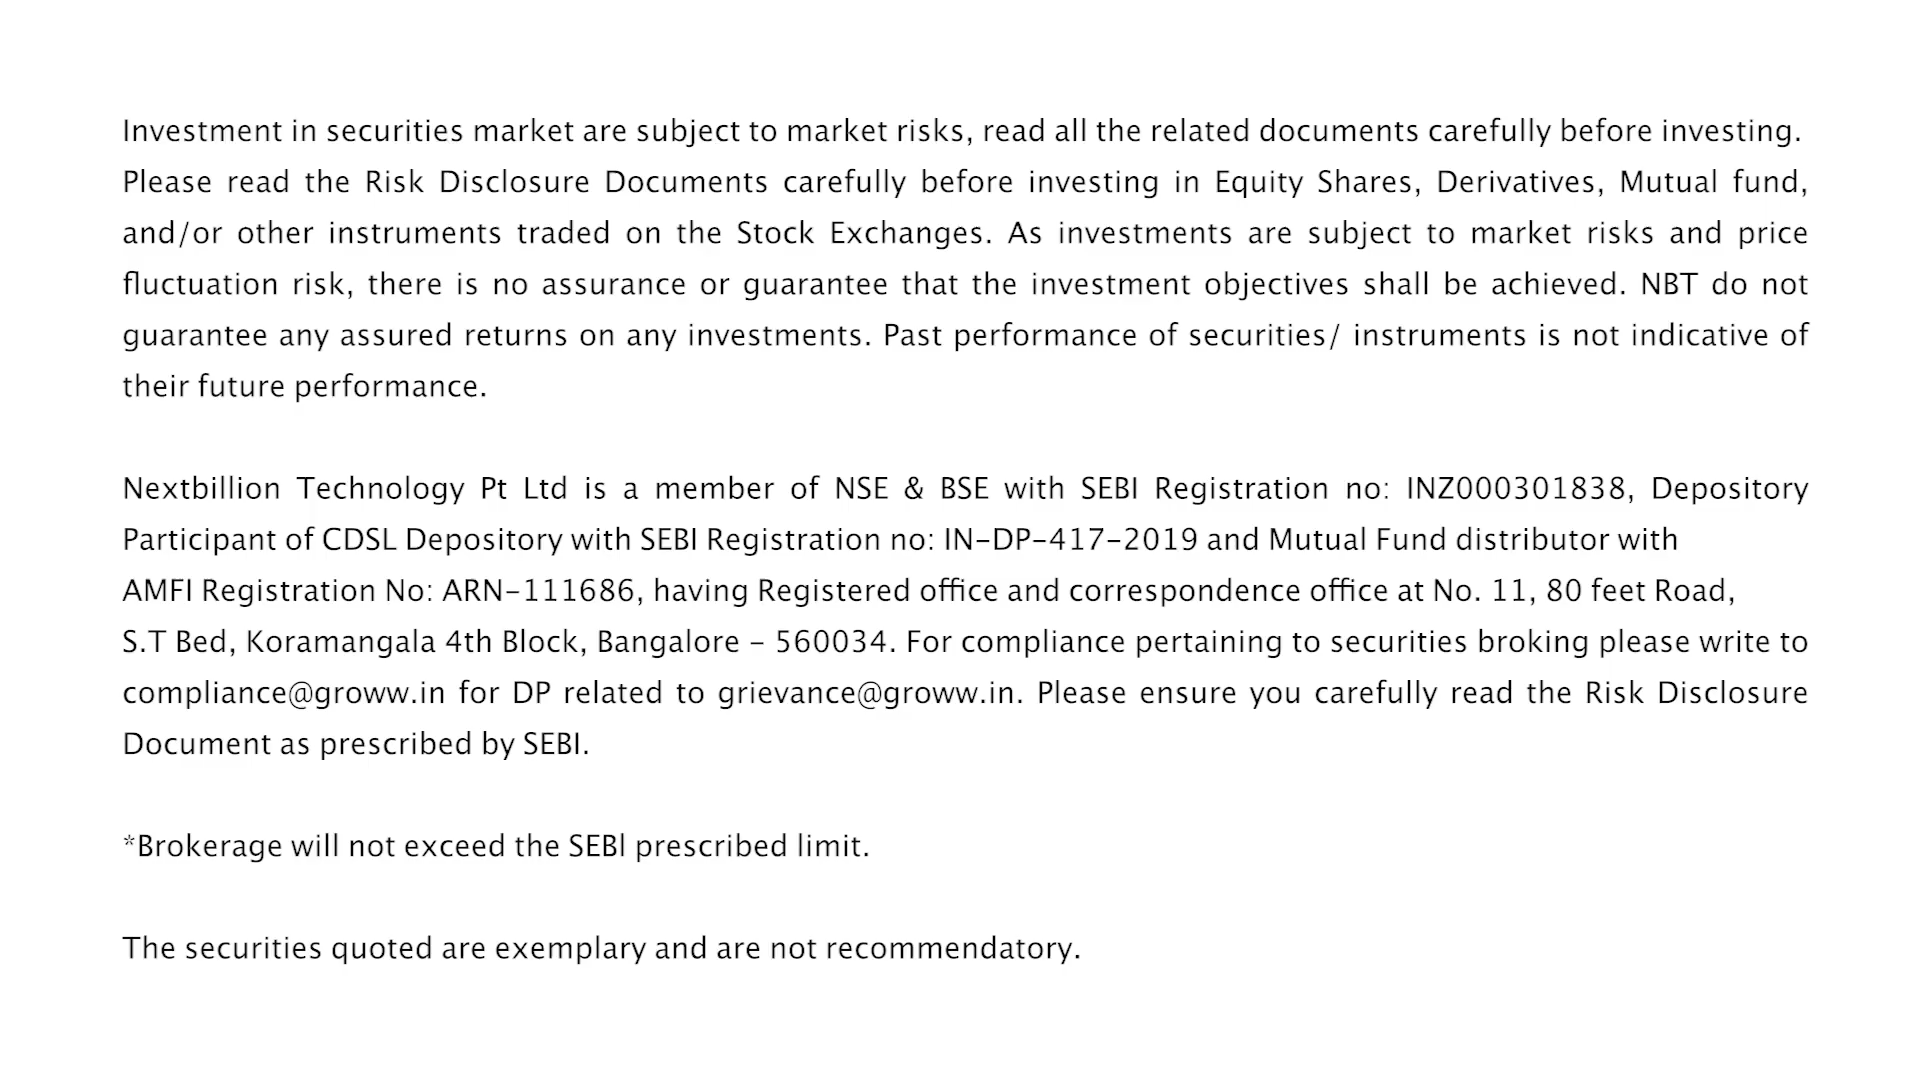 Investment in securities market are subject to market risks, read all the related documents carefully before investing.
Please read the Risk Disclosure Documents carefully before investing in Equity Shares, Derivatives, Mutual fund,
and/or other instruments traded on the Stock Exchanges. As investments are subject to market risks and price
fluctuation risk, there is no assurance or guarantee that the investment objectives shall be achieved. NBT do not
guarantee any assured returns on any investments. Past performance of securities/ instruments is not indicative of
their future performance.
Nextbillion Technology Pt Ltd is a member of NSE & BSE with SEBI Registration no: INZ000301838, Depository
Participant of CDSL Depository with SEBI Registration no: IN-DP-417-2019 and Mutual Fund distributor with
AMFI Registration No: ARN-111686, having Registered office and correspondence office at No. 11, 80 feet Road,
S.T Bed, Koramangala 4th Block, Bangalore - 560034. For compliance pertaining to securities broking please write to
compliance@groww.in for DP related to grievance@groww.in. Please ensure you carefully read the Risk Disclosure
Document as prescribed by SEBI.
*Brokerage will not exceed the SEBl prescribed limit.
The securities quoted are exemplary and are not recommendatory.